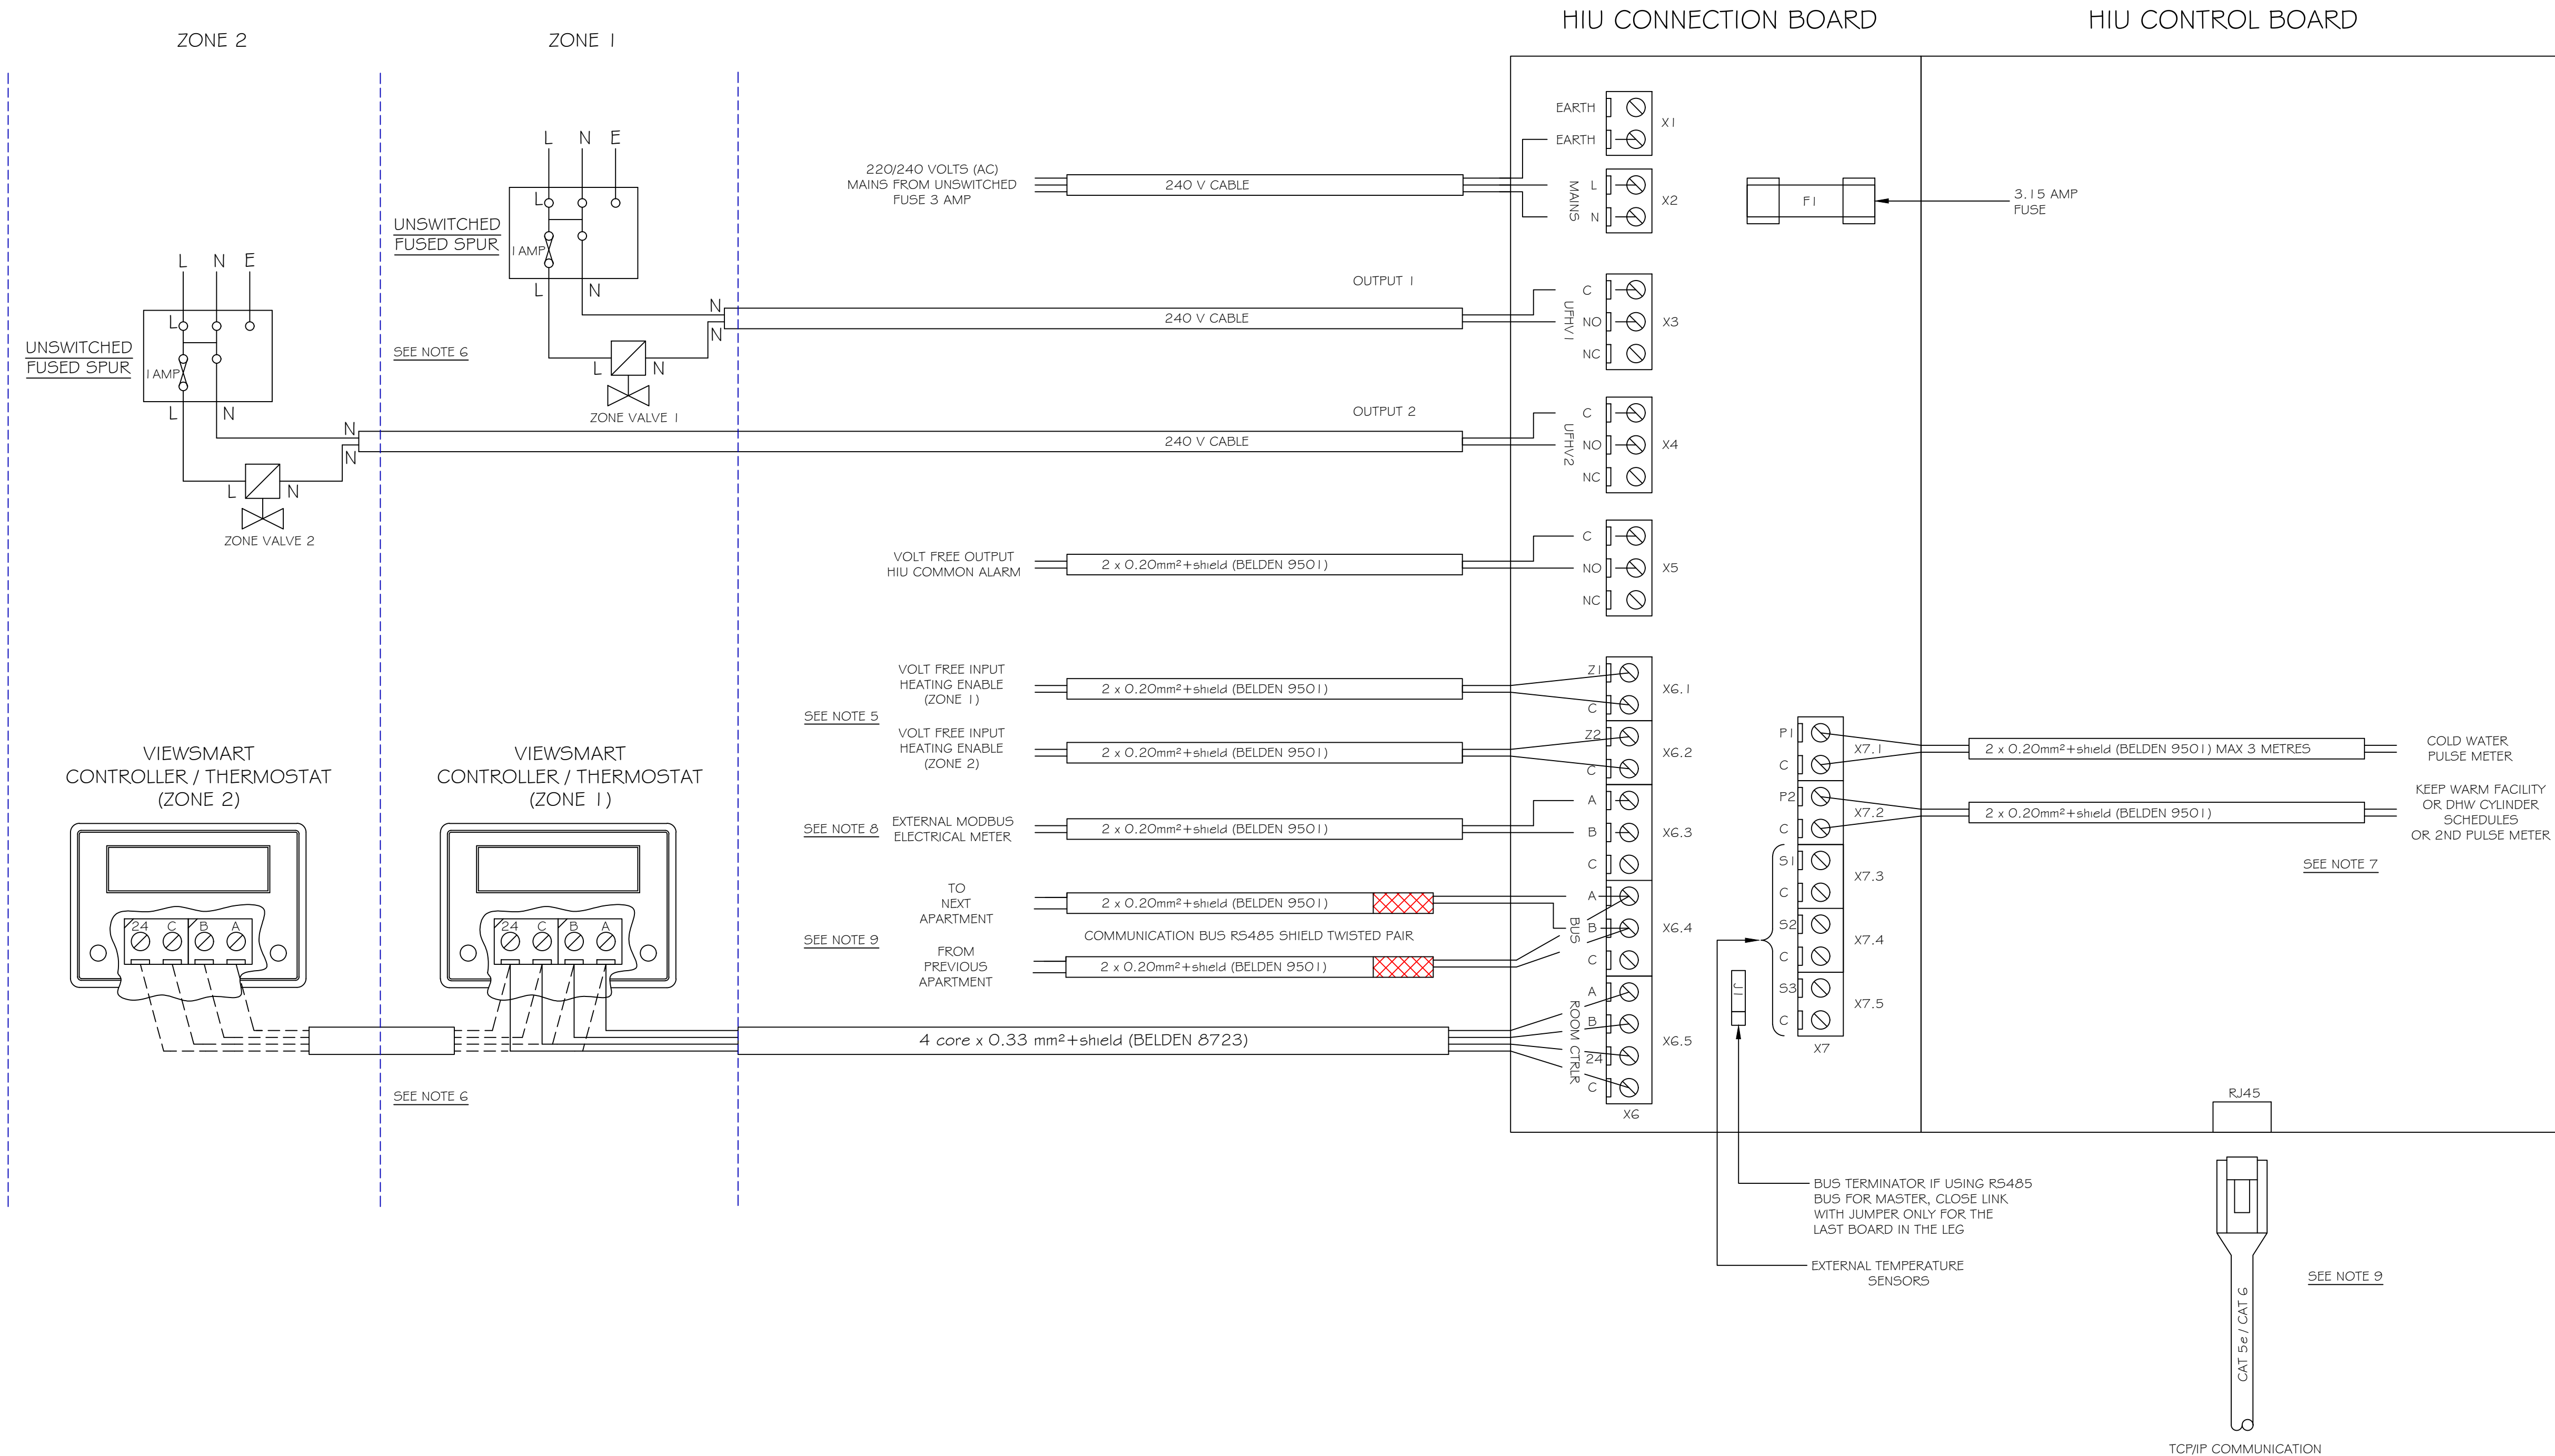 HIU CONNECTION BOARD
HIU CONTROL BOARD
ZONE 2
ZONE 1
L N E
UNSWITCHED
FUSED SPUR
L
1 AMP
L
N
N
N
L
N
ZONE VALVE 1
SEE NOTE 6
L N E
UNSWITCHED
FUSED SPUR
L
1 AMP
L
N
N
N
L
N
ZONE VALVE 2
220/240 VOLTS (AC)
MAINS FROM UNSWITCHED
FUSE 3 AMP
240 V CABLE
EARTH
EARTH
X1
MAINS
L
N
X2
F1
3.15 AMP
FUSE
OUTPUT 1
240 V CABLE
UFHV1
C
NO
NC
X3
OUTPUT 2
240 V CABLE
UFHV2
C
NO
NC
X4
VOLT FREE OUTPUT
HIU COMMON ALARM
2 x 0.20mm²+shield (BELDEN 9501)
C
NO
NC
X5
VOLT FREE INPUT
HEATING ENABLE
(ZONE 1)
2 x 0.20mm²+shield (BELDEN 9501)
Z1
C
X6.1
SEE NOTE 5
VOLT FREE INPUT
HEATING ENABLE
(ZONE 2)
2 x 0.20mm²+shield (BELDEN 9501)
Z2
C
X6.2
SEE NOTE 8
EXTERNAL MODBUS
ELECTRICAL METER
2 x 0.20mm²+shield (BELDEN 9501)
A
B
C
X6.3
TO
NEXT
APARTMENT
2 x 0.20mm²+shield (BELDEN 9501)
SEE NOTE 9
COMMUNICATION BUS RS485 SHIELD TWISTED PAIR
FROM
PREVIOUS
APARTMENT
2 x 0.20mm²+shield (BELDEN 9501)
BUS
A
B
C
X6.4
4 core x 0.33 mm²+shield (BELDEN 8723)
ROOM CTRLR
A
B
24
C
X6.5
X6
VIEWSMART
CONTROLLER / THERMOSTAT
(ZONE 2)
24 C B A
VIEWSMART
CONTROLLER / THERMOSTAT
(ZONE 1)
24 C B A
SEE NOTE 6
P1
C
X7.1
2 x 0.20mm²+shield (BELDEN 9501) MAX 3 METRES
COLD WATER
PULSE METER
P2
C
X7.2
2 x 0.20mm²+shield (BELDEN 9501)
KEEP WARM FACILITY
OR DHW CYLINDER
SCHEDULES
OR 2ND PULSE METER
SEE NOTE 7
S1
C
X7.3
S2
C
X7.4
S3
C
X7.5
X7
J1
BUS TERMINATOR IF USING RS485
BUS FOR MASTER, CLOSE LINK
WITH JUMPER ONLY FOR THE
LAST BOARD IN THE LEG
EXTERNAL TEMPERATURE
SENSORS
RJ45
SEE NOTE 9
CAT 5e / CAT 6
TCP/IP COMMUNICATION